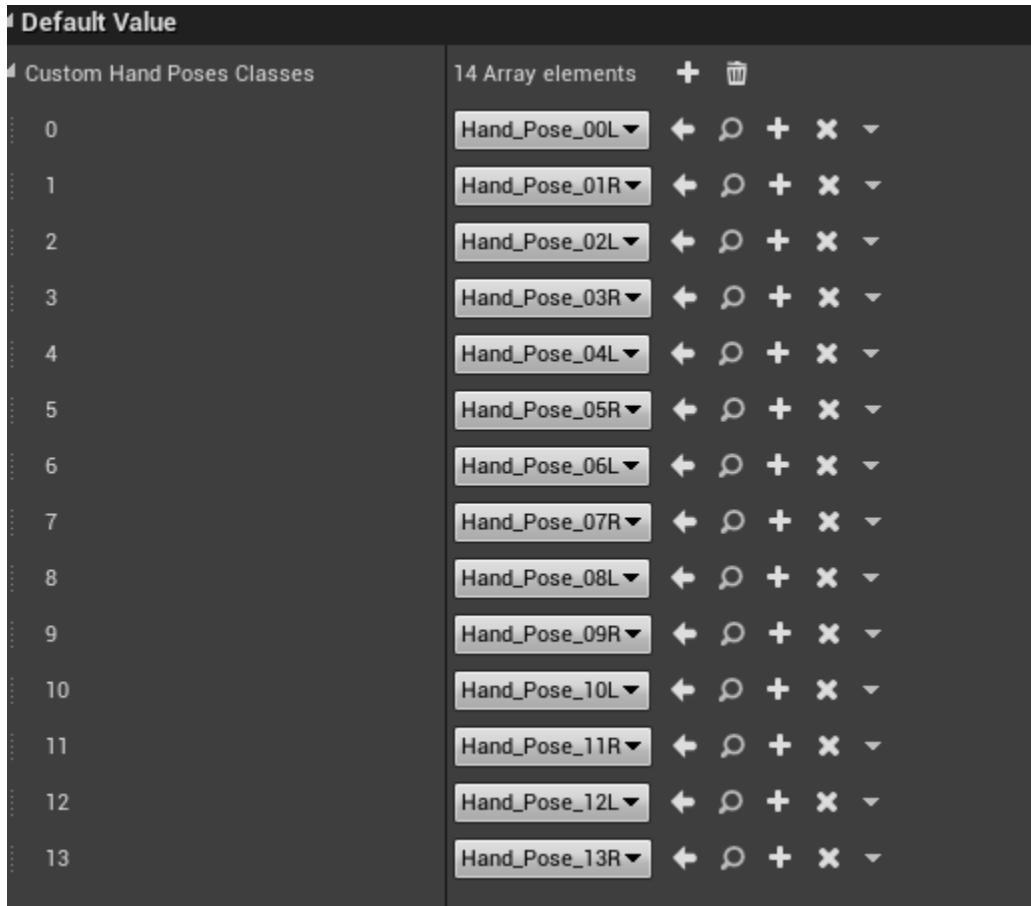 Default Value
Custom Hand Poses Classes 14 Array elements
0 Hand_Pose_00L
1 Hand_Pose_01R
2 Hand_Pose_02L
3 Hand_Pose_03R
4 Hand_Pose_04L
5 Hand_Pose_05R
6 Hand_Pose_06L
7 Hand_Pose_07R
8 Hand_Pose_08L
9 Hand_Pose_09R
10 Hand_Pose_10L
11 Hand_Pose_11R
12 Hand_Pose_12L
13 Hand_Pose_13R